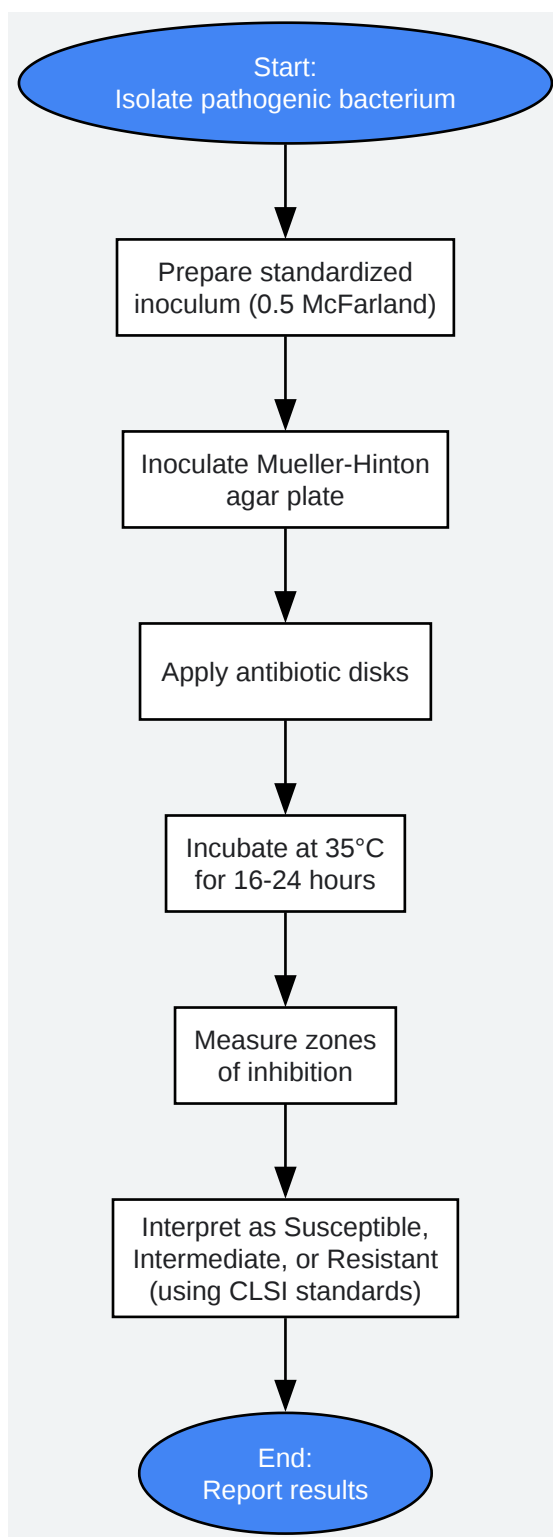 Start:
Isolate pathogenic bacterium
Prepare standardized
inoculum (0.5 McFarland)
Inoculate Mueller-Hinton
agar plate
Apply antibiotic disks
Incubate at 35°C
for 16-24 hours
Measure zones
of inhibition
Interpret as Susceptible,
Intermediate, or Resistant
(using CLSI standards)
End:
Report results